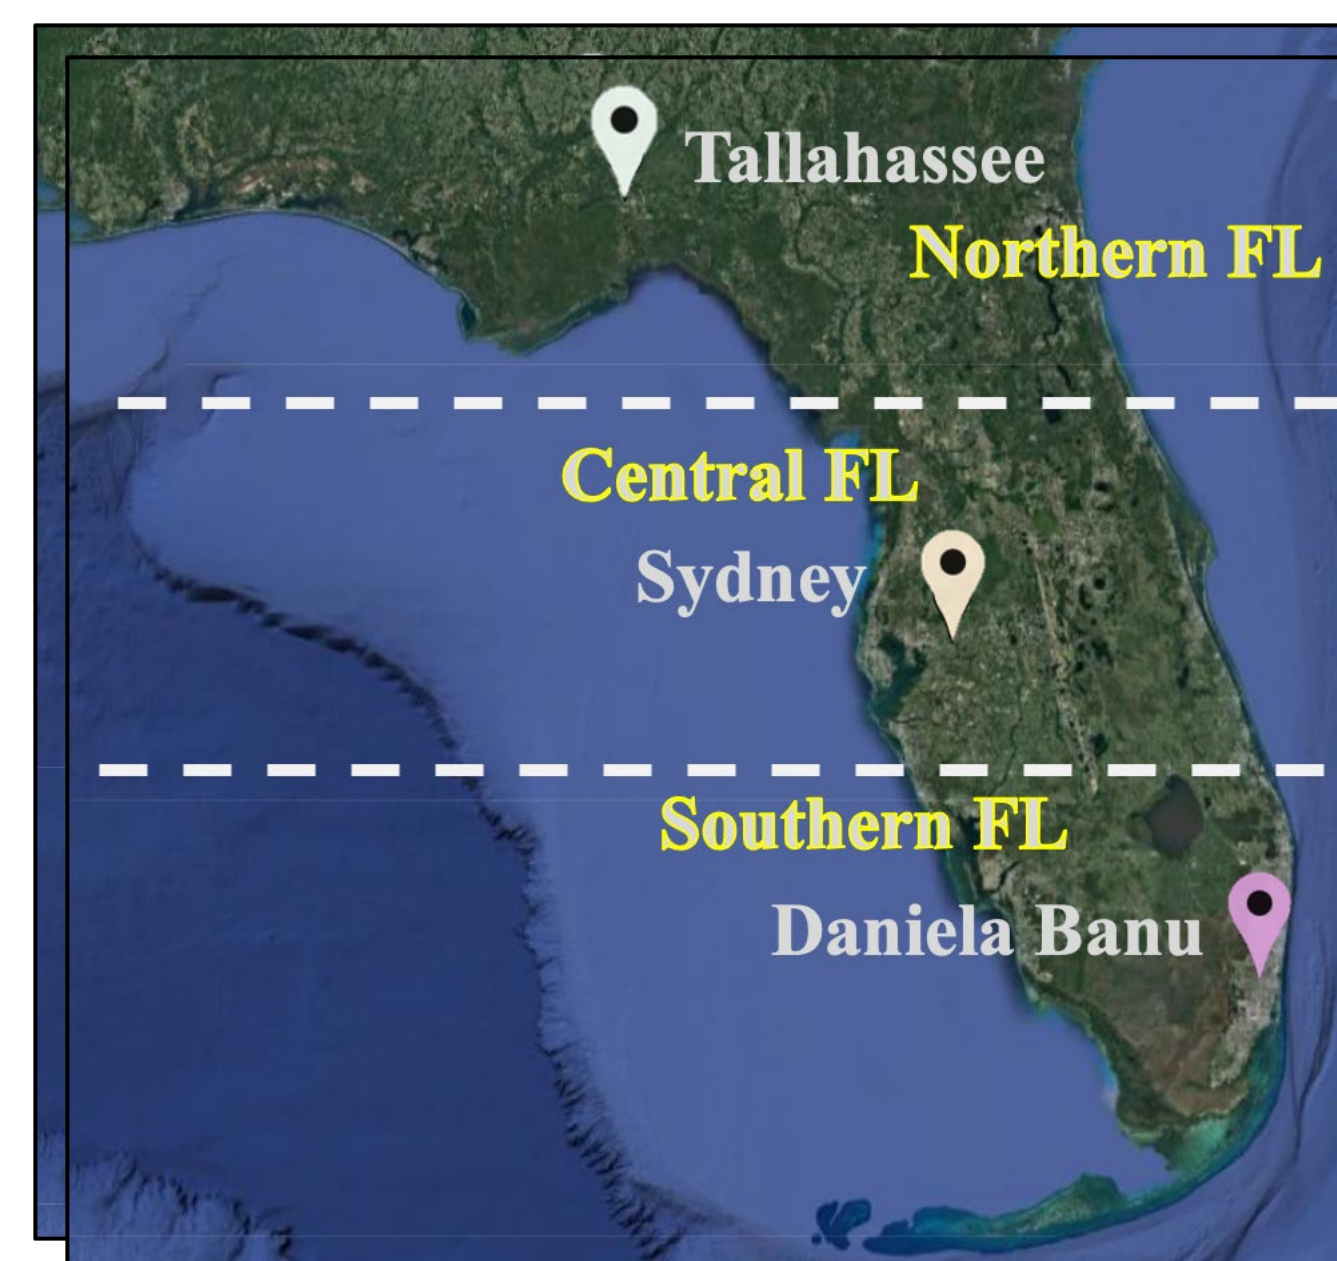 Tallahassee
Northern FL
Central FL
Sydney
Southern FL
Daniela Banu